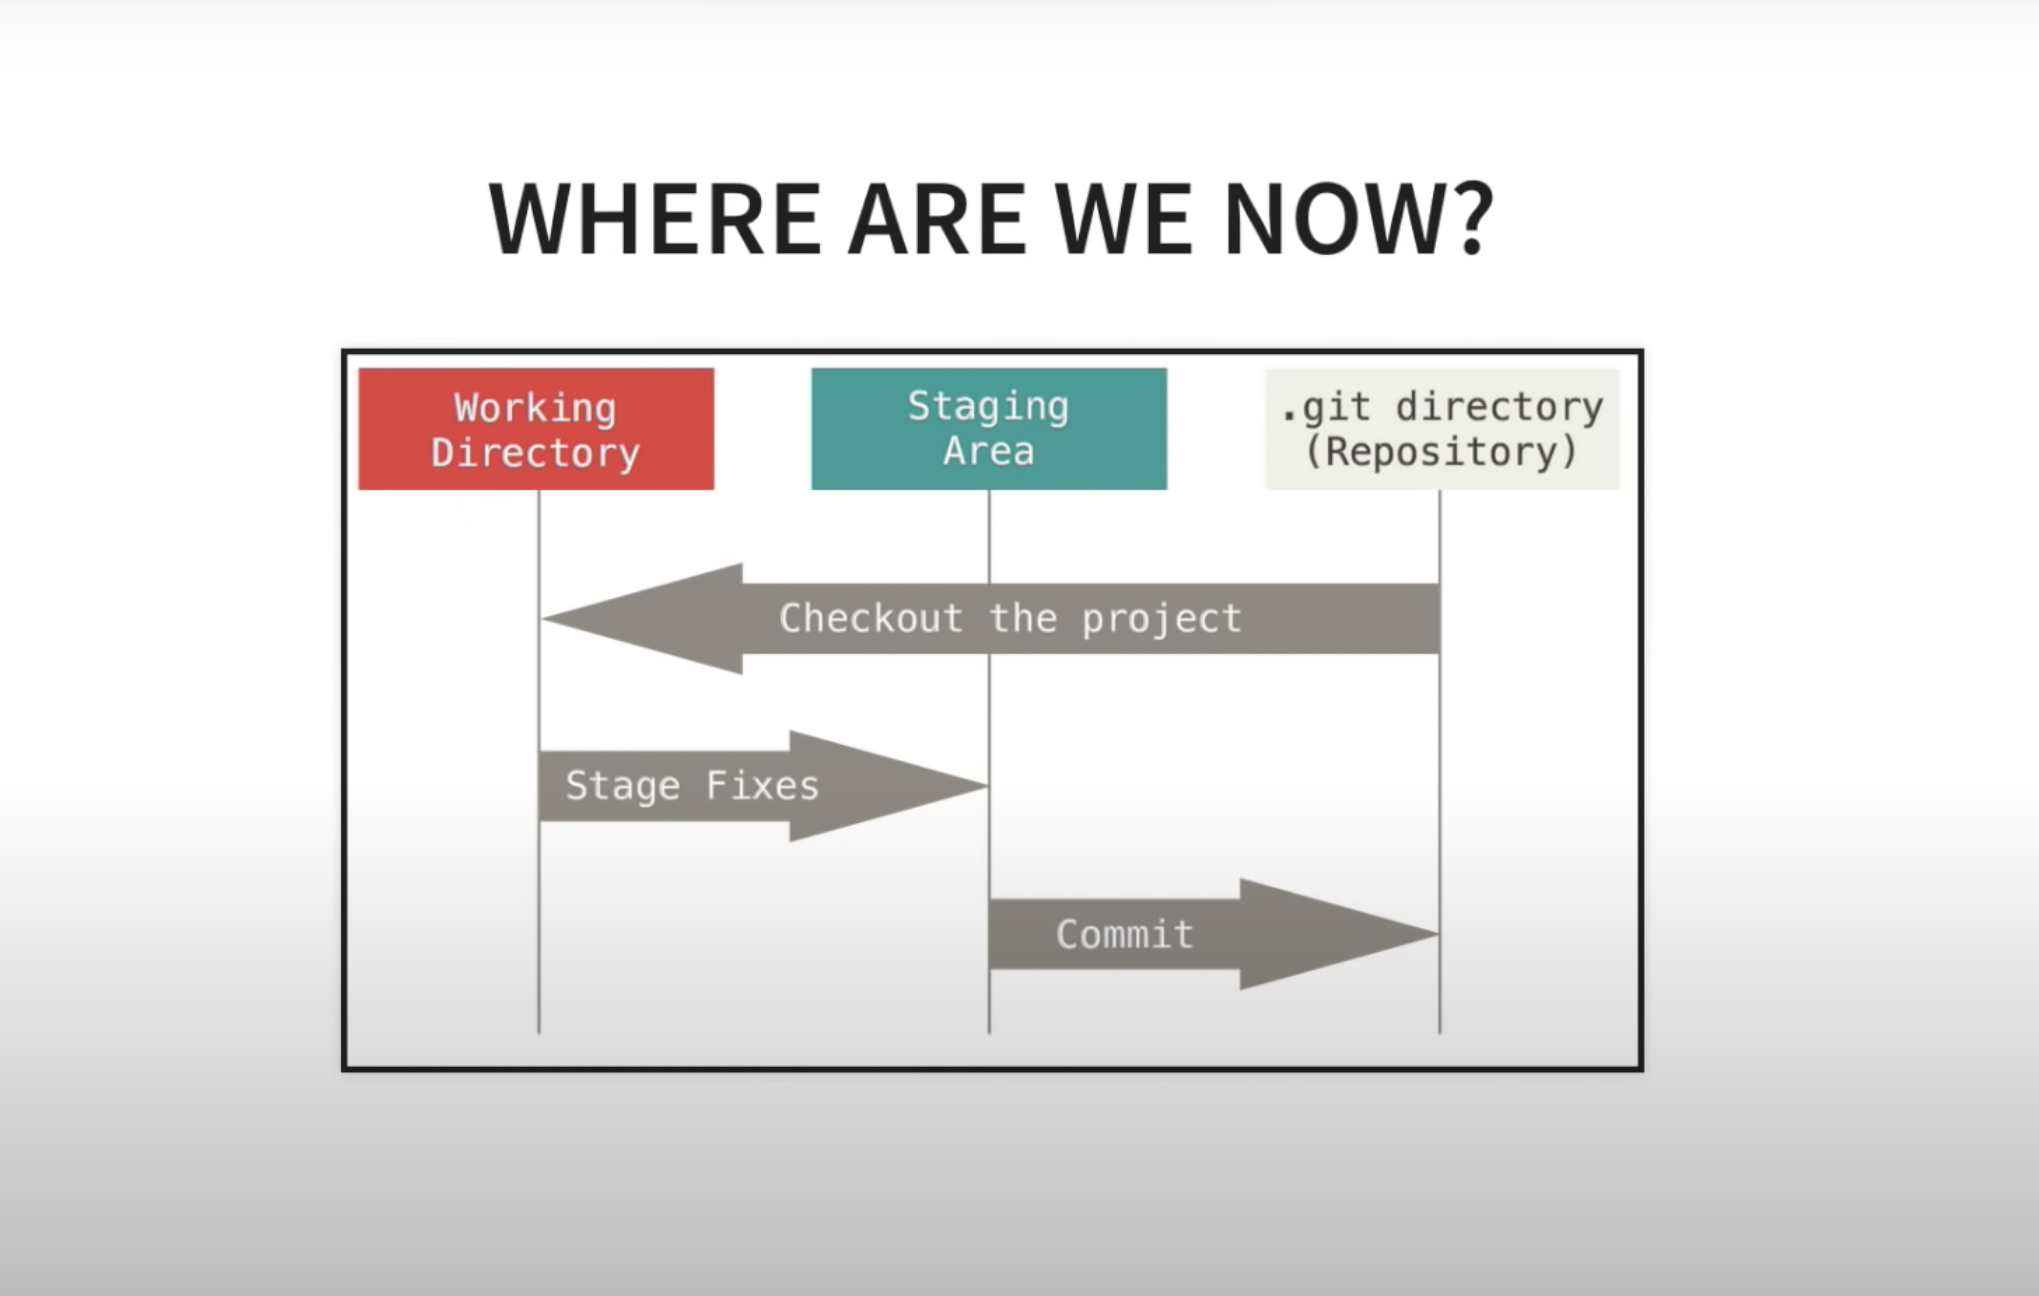 WHERE ARE WE NOW?
Working
Directory
Staging
Area
.git directory
(Repository)
Checkout the project
Stage Fixes
Commit